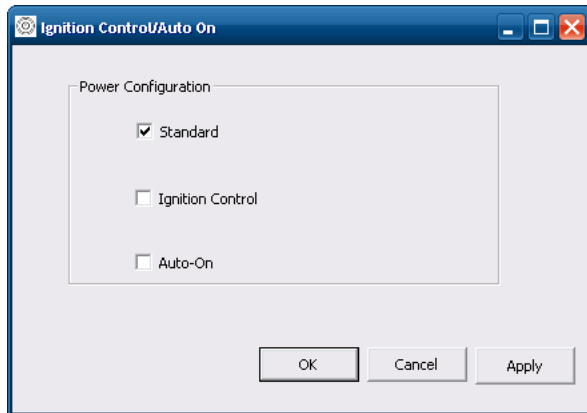 Ignition Control/Auto On
Power Configuration
Standard
Ignition Control
Auto-On
OK Cancel Apply